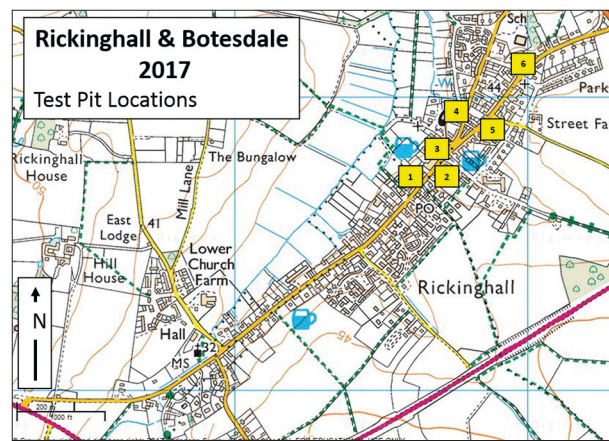 Rickinghall & Botesdale
2017
Test Pit Locations
Sch
6
44
Park
4
5
Street Fa
3
1
2
PO
Rickinghall
House
50
The Bungalow
Mill Lane
East
Lodge
41
Hill
House
Lower
Church
Farm
Rickinghall
N
Hall
32
MS
45
200 m